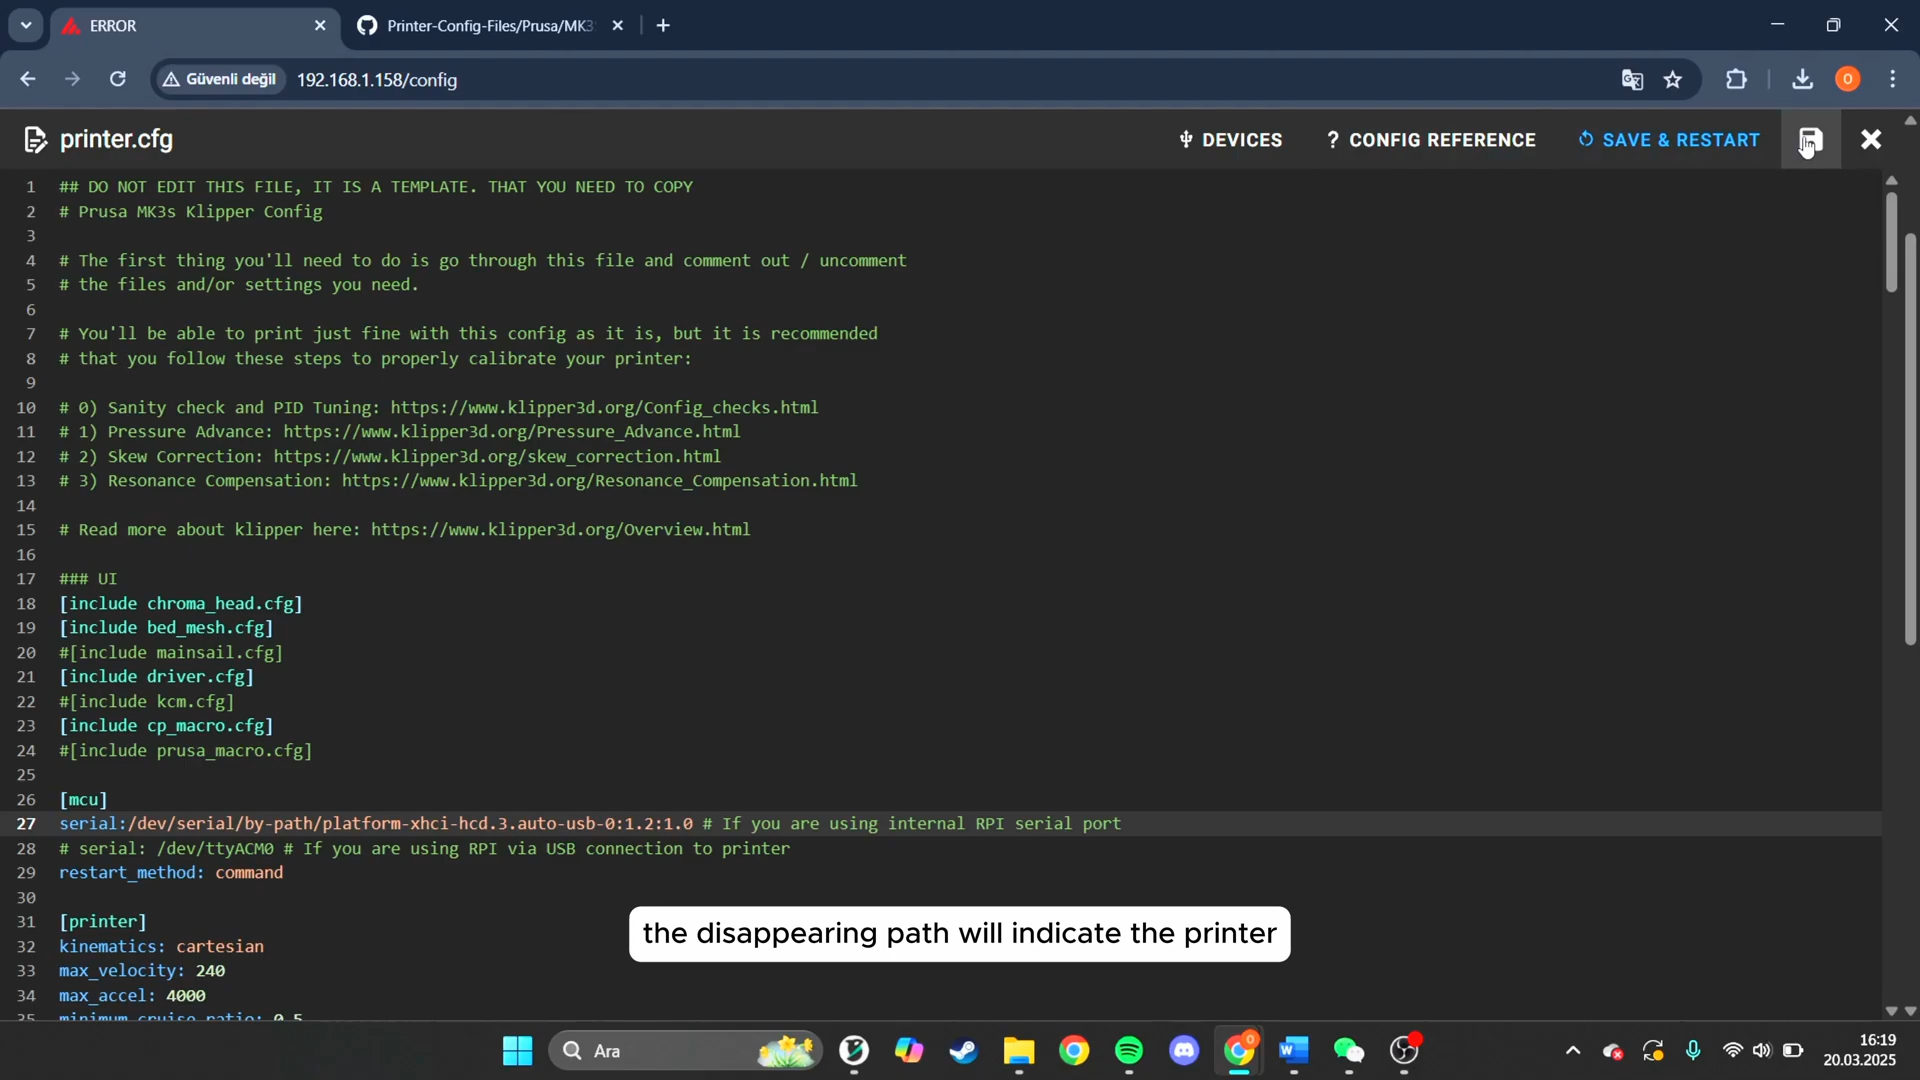 ERROR
Printer-Config-Files/Prusa/MK3
Güvenli değil
192.168.1.158/config
O
printer.cfg
DEVICES
? CONFIG REFERENCE
SAVE & RESTART
1 ## DO NOT EDIT THIS FILE, IT IS A TEMPLATE. THAT YOU NEED TO COPY
2 # Prusa MK3s Klipper Config
3
4 # The first thing you'll need to do is go through this file and comment out / uncomment
5 # the files and/or settings you need.
6
7 # You'll be able to print just fine with this config as it is, but it is recommended
8 # that you follow these steps to properly calibrate your printer:
9
10 # 0) Sanity check and PID Tuning: https://www.klipper3d.org/Config_checks.html
11 # 1) Pressure Advance: https://www.klipper3d.org/Pressure_Advance.html
12 # 2) Skew Correction: https://www.klipper3d.org/skew_correction.html
13 # 3) Resonance Compensation: https://www.klipper3d.org/Resonance_Compensation.html
14
15 # Read more about klipper here: https://www.klipper3d.org/Overview.html
16
17 ### UI
18 [include chroma_head.cfg]
19 [include bed_mesh.cfg]
20 #[include mainsail.cfg]
21 [include driver.cfg]
22 #[include kcm.cfg]
23 [include cp_macro.cfg]
24 #[include prusa_macro.cfg]
25
26 [mcu]
27 serial:/dev/serial/by-path/platform-xhci-hcd.3.auto-usb-0:1.2:1.0 # If you are using internal RPI serial port
28 # serial: /dev/ttyACM0 # If you are using RPI via USB connection to printer
29 restart_method: command
30
31 [printer]
32 kinematics: cartesian
33 max_velocity: 240
34 max_accel: 4000
35 minimum_cruise_ratio: 0.5
the disappearing path will indicate the printer
Ara
16:19
20.03.2025